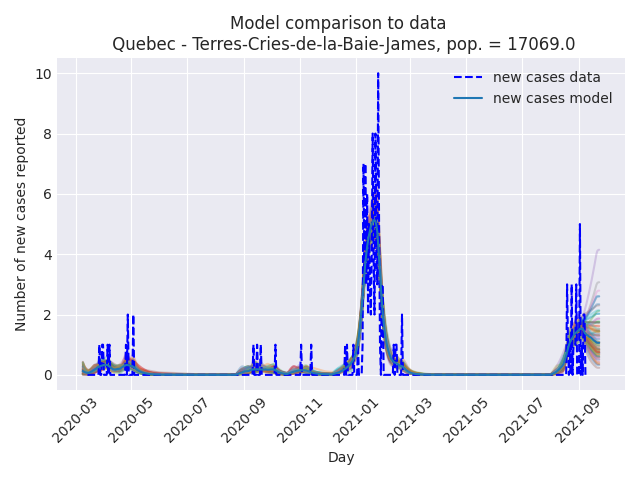 Model comparison to data
Quebec - Terres-Cries-de-la-Baie-James, pop. = 17069.0
new cases data
new cases model
Number of new cases reported
10
8
6
4
2
0
2020-03
2020-05
2020-07
2020-09
2020-11
2021-01
2021-03
2021-05
2021-07
2021-09
Day